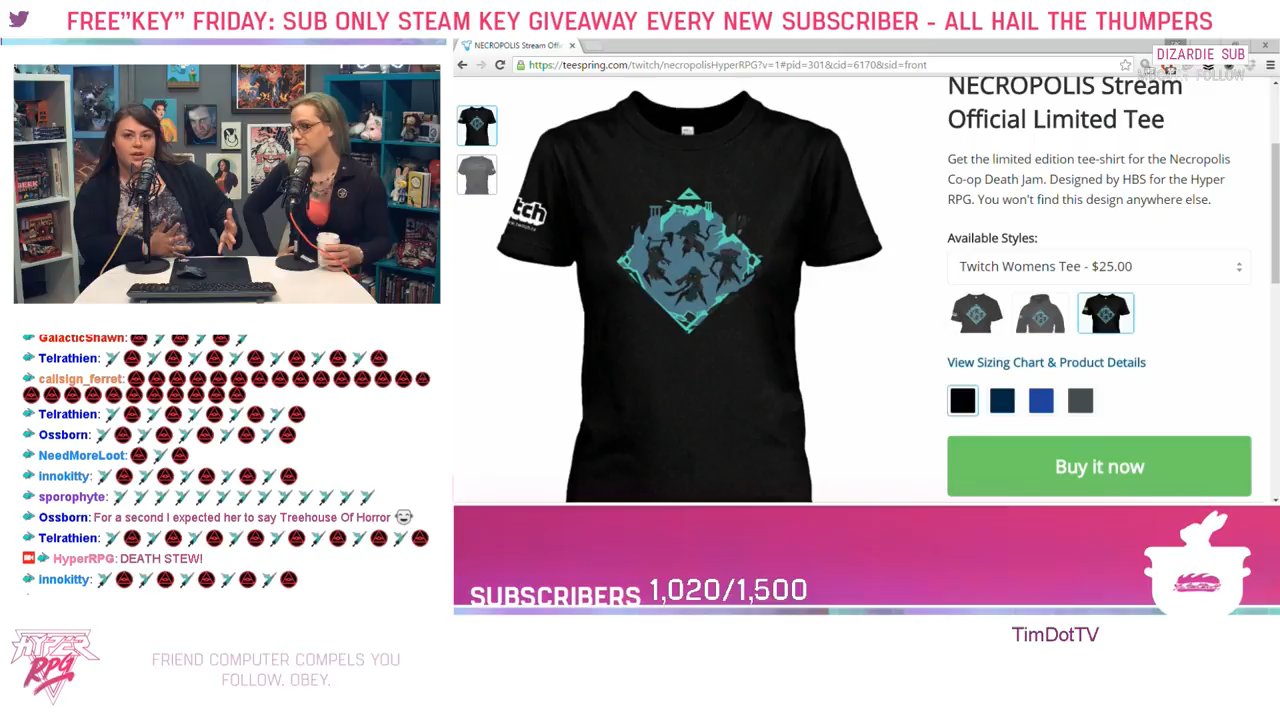 FREE"KEY" FRIDAY: SUB ONLY STEAM KEY GIVEAWAY EVERY NEW SUBSCRIBER - ALL HAIL THE THUMPERS
NECROPOLIS Stream Offi
https://teespring.com/twitch/necropolisHyperRPG?v=1#pid=301&cid=6170&sid=front
DIZARDIE SUB
FOLLOW
NECROPOLIS Stream
Official Limited Tee
Get the limited edition tee-shirt for the Necropolis
Co-op Death Jam. Designed by HBS for the Hyper
RPG. You won't find this design anywhere else.
Available Styles:
Twitch Womens Tee - $25.00
View Sizing Chart & Product Details
Buy it now
GalacticShawn:
Telrathien:
callsign_ferret:
Telrathien:
Ossborn:
NeedMoreLoot:
innokitty:
sporophyte:
Ossborn: For a second I expected her to say Treehouse Of Horror
Telrathien:
HyperRPG: DEATH STEW!
innokitty:
SUBSCRIBERS 1,020/1,500
TimDotTV
HYPER
RPG
FRIEND COMPUTER COMPELS YOU
FOLLOW. OBEY.